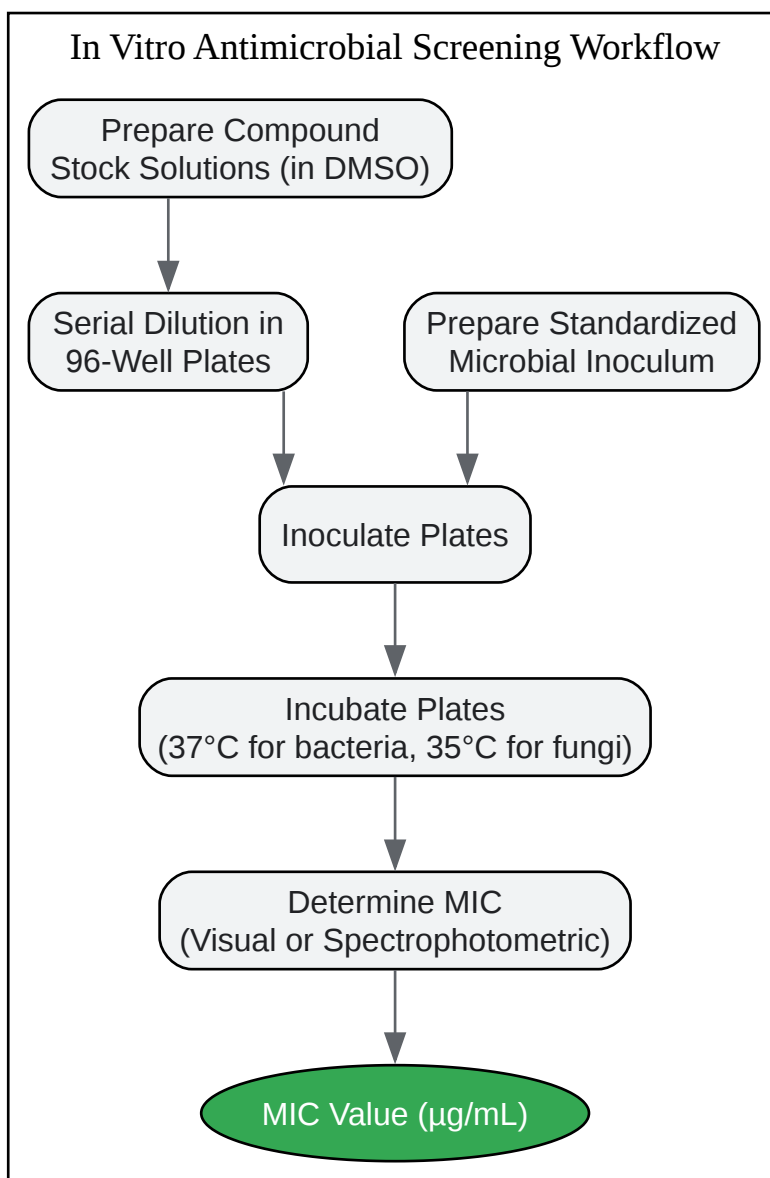 In Vitro Antimicrobial Screening Workflow
Prepare Compound
Stock Solutions (in DMSO)
Serial Dilution in
96-Well Plates
Prepare Standardized
Microbial Inoculum
Inoculate Plates
Incubate Plates
(37°C for bacteria, 35°C for fungi)
Determine MIC
(Visual or Spectrophotometric)
MIC Value (µg/mL)